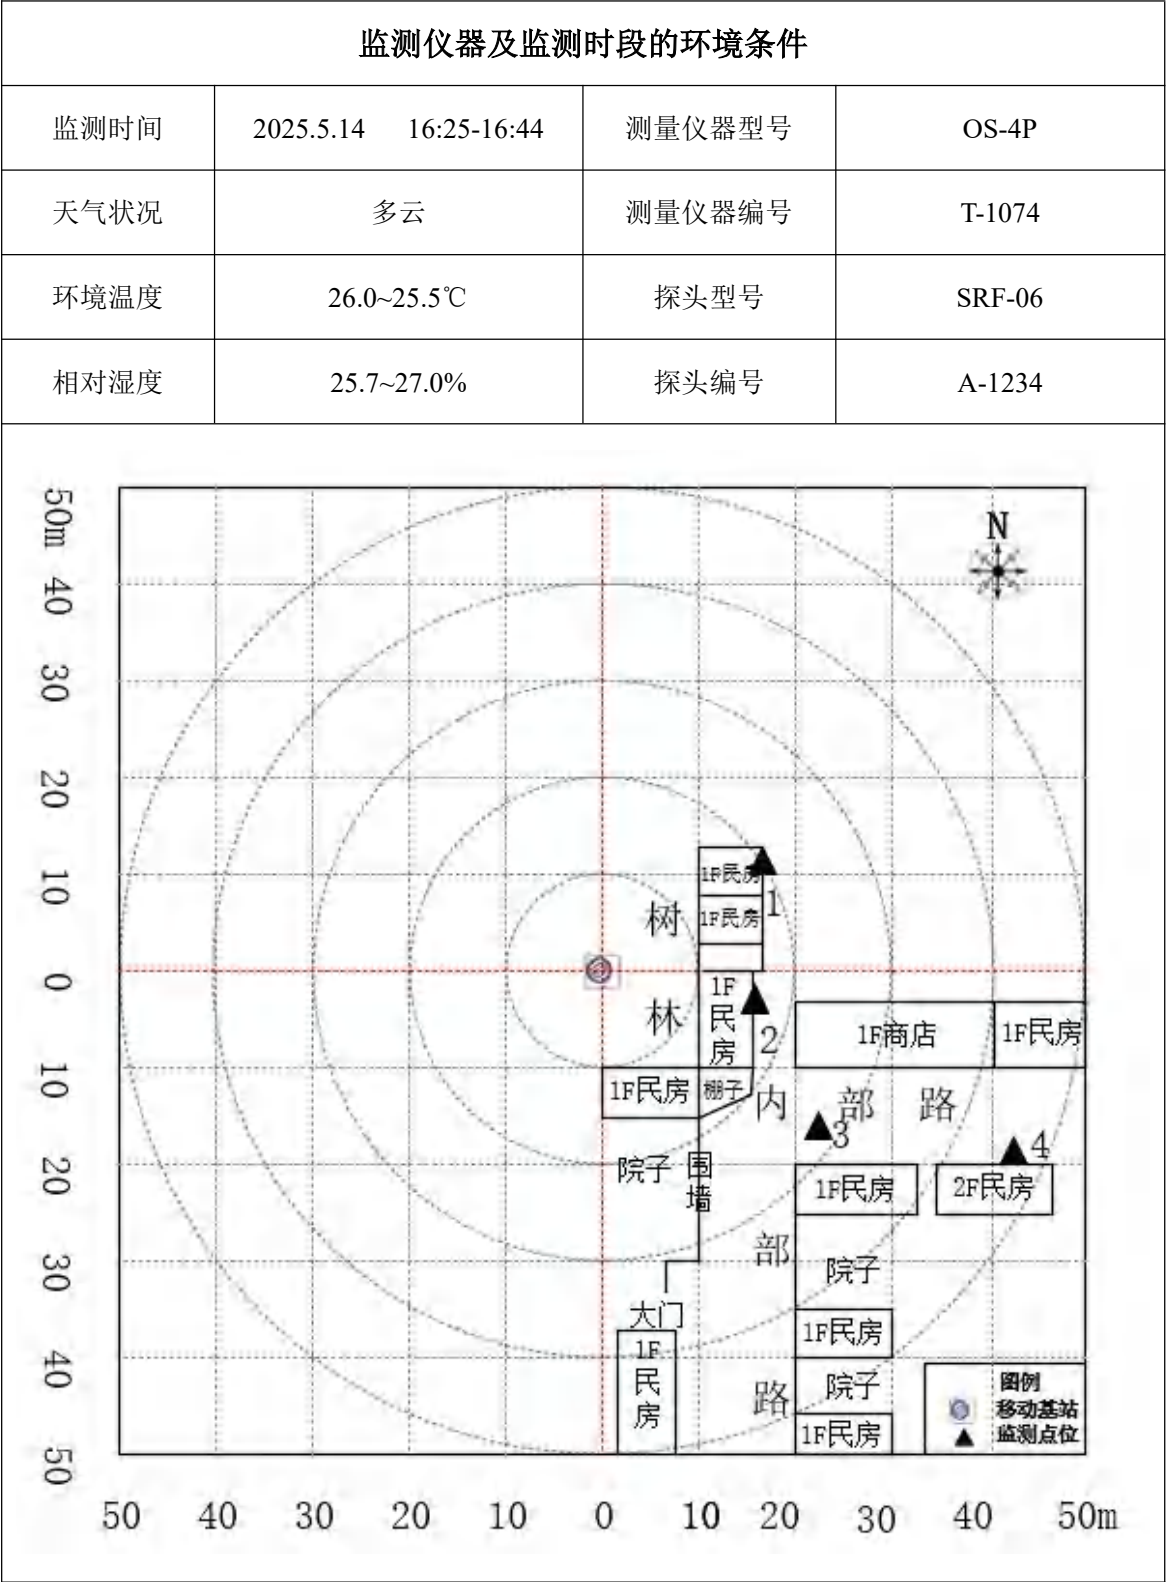 监测仪器及监测时段的环境条件
监测时间 2025.5.14 16:25-16:44 测量仪器型号 OS-4P
天气状况 多云 测量仪器编号 T-1074
环境温度 26.0~25.5℃ 探头型号 SRF-06
相对湿度 25.7~27.0% 探头编号 A-1234
50m
40
30
20
10
0
10
20
30
40
50
N
1F民房
1
树
1F民房
林
1F民房
2
1F商店
1F民房
1F民房
棚子
内部路
3
4
院子
围墙
1F民房
2F民房
部
院子
大门
1F民房
1F民房
院子
路
1F民房
图例
移动基站
监测点位
50 40 30 20 10 0 10 20 30 40 50m